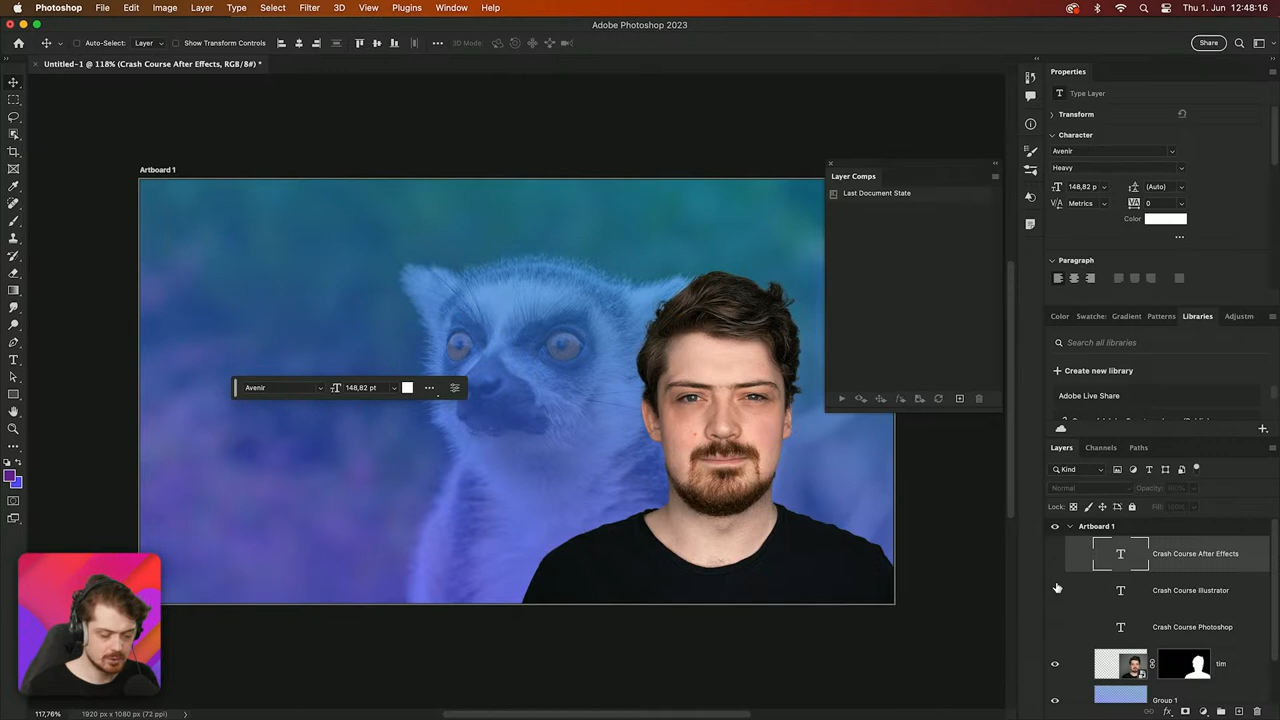 Photoshop File Edit Image Layer Type Select Filter 3D View Plugins Window Help Thu 1. Jun 12:48:16
Adobe Photoshop 2023
Auto-Select: Layer Show Transform Controls 3D Mode: Share
Untitled-1 @ 118% (Crash Course After Effects, RGB/8#) *
Properties
T Type Layer
Transform
Character
Avenir
Heavy
148,82 p (Auto)
Metrics 0
Color
Paragraph
Artboard 1
Layer Comps
Last Document State
Avenir 148,82 pt
Color Swatche: Gradient Patterns Libraries Adjustm
Search all libraries
Create new library
Adobe Live Share
Layers Channels Paths
Kind
Normal Opacity: 100%
Lock: Fill: 100%
Artboard 1
T Crash Course After Effects
T Crash Course Illustrator
T Crash Course Photoshop
tim
Group 1
117,76% 1920 px x 1080 px (72 ppi)